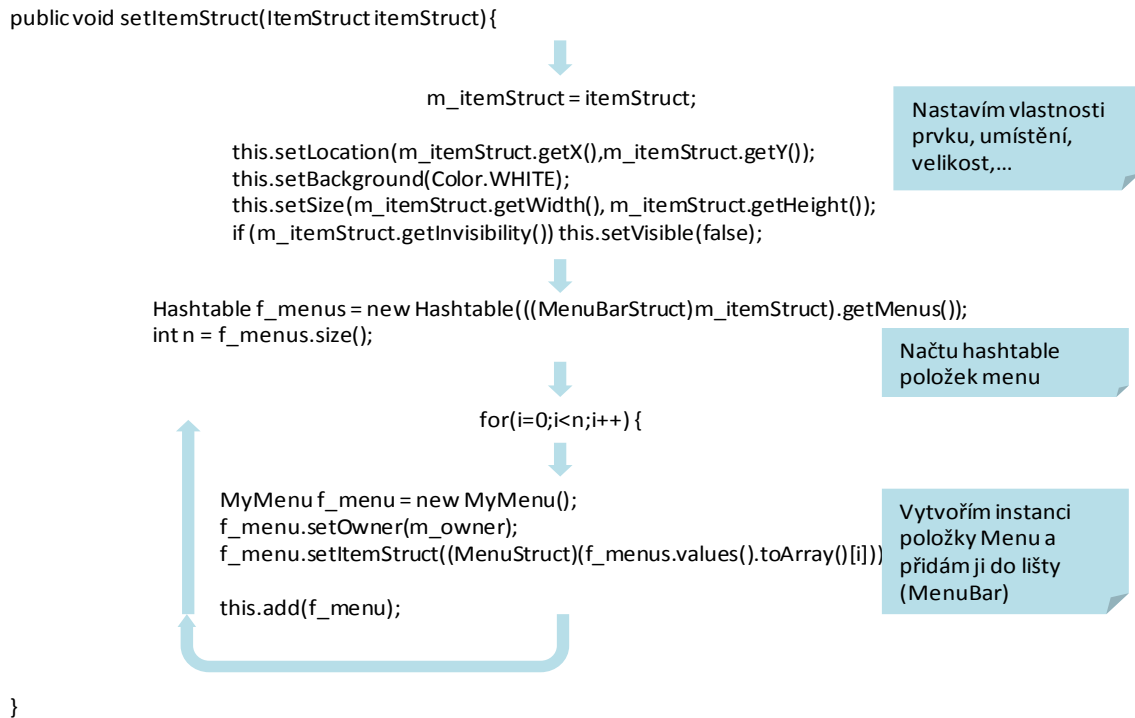 public void setItemStruct(ItemStruct itemStruct) {
m_itemStruct = itemStruct;
Nastavím vlastnosti
prvku, umístění,
velikost,...
this.setLocation(m_itemStruct.getX(),m_itemStruct.getY());
this.setBackground(Color.WHITE);
this.setSize(m_itemStruct.getWidth(), m_itemStruct.getHeight());
if (m_itemStruct.getInvisibility()) this.setVisible(false);
Hashtable f_menus = new Hashtable(((MenuBarStruct)m_itemStruct).getMenus());
int n = f_menus.size();
Načtu hashtable
položek menu
for(i=0;i<n;i++) {
MyMenu f_menu = new MyMenu();
f_menu.setOwner(m_owner);
f_menu.setItemStruct((MenuStruct)(f_menus.values().toArray()[i]))
this.add(f_menu);
Vytvořím instanci
položky Menu a
přidám ji do lišty
(MenuBar)
}